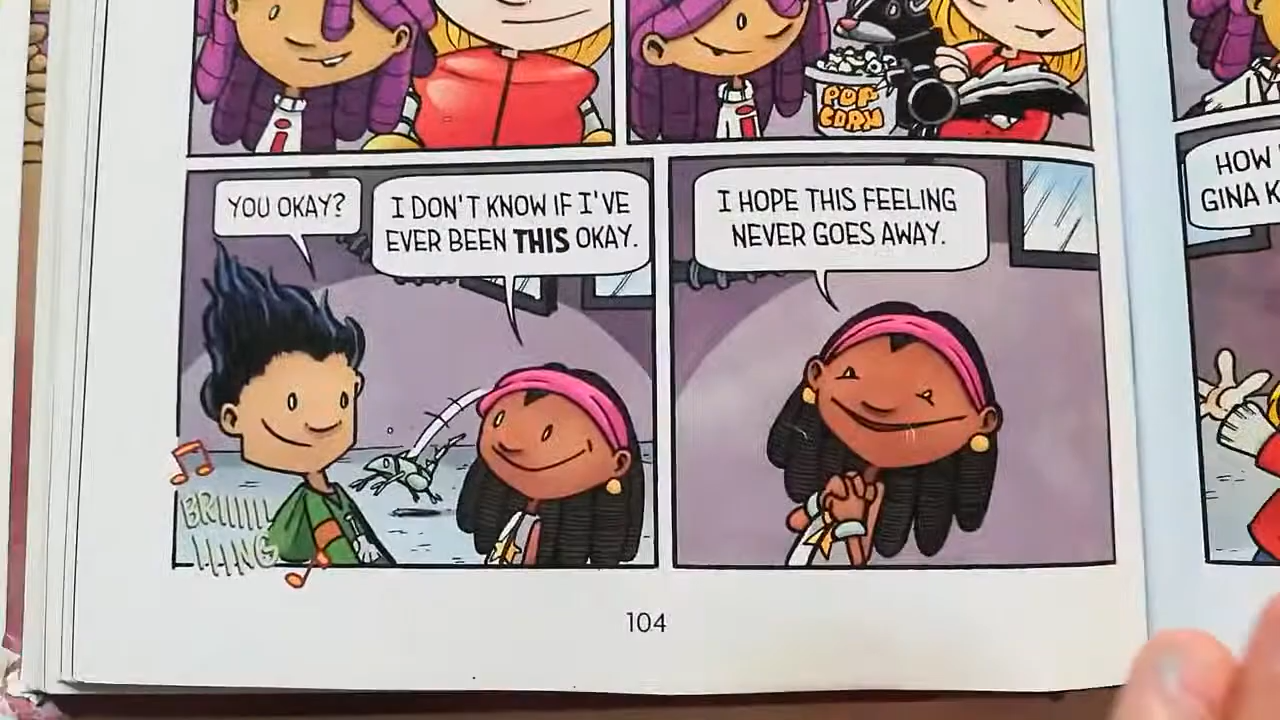 POP
CORN
YOU OKAY?
I DON'T KNOW IF I'VE
EVER BEEN THIS OKAY.
I HOPE THIS FEELING
NEVER GOES AWAY.
BRIIIII
IIING
104
HOW
GINA K